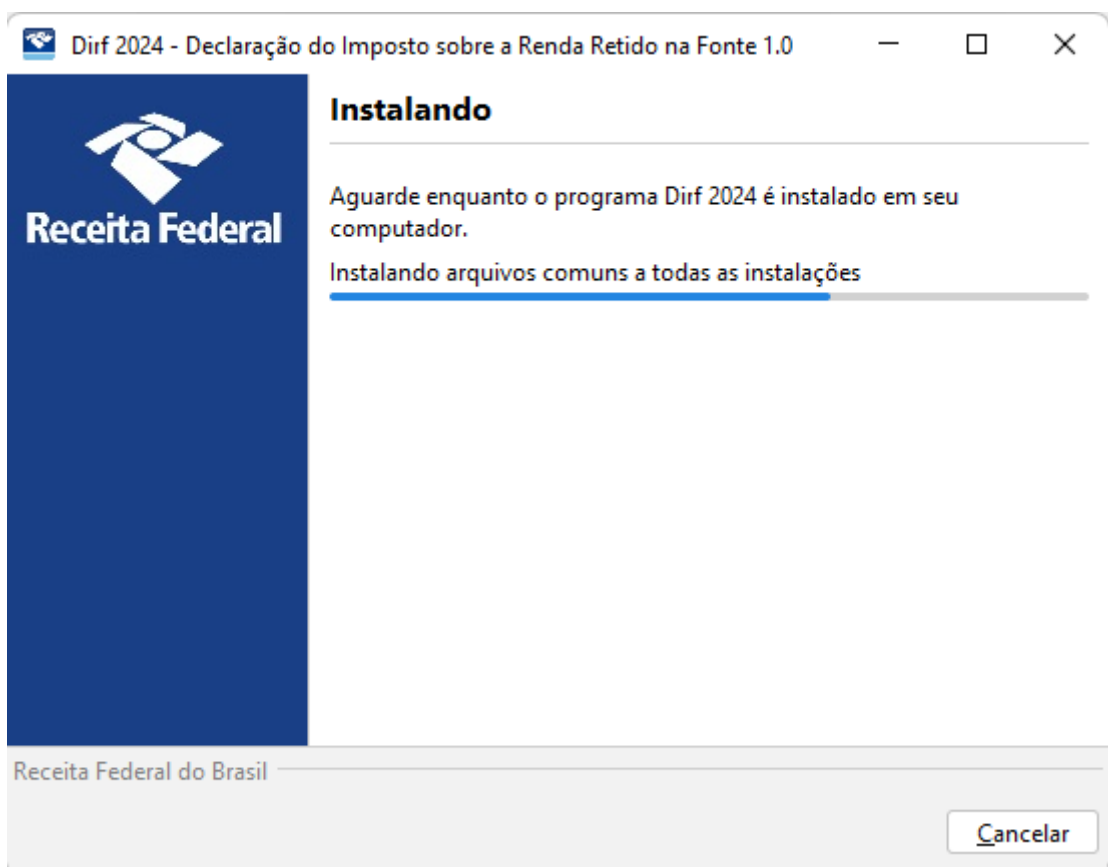 Dirf 2024 - Declaração do Imposto sobre a Renda Retido na Fonte 1.0
Receita Federal
Instalando
Aguarde enquanto o programa Dirf 2024 é instalado em seu
computador.
Instalando arquivos comuns a todas as instalações
Receita Federal do Brasil
Cancelar